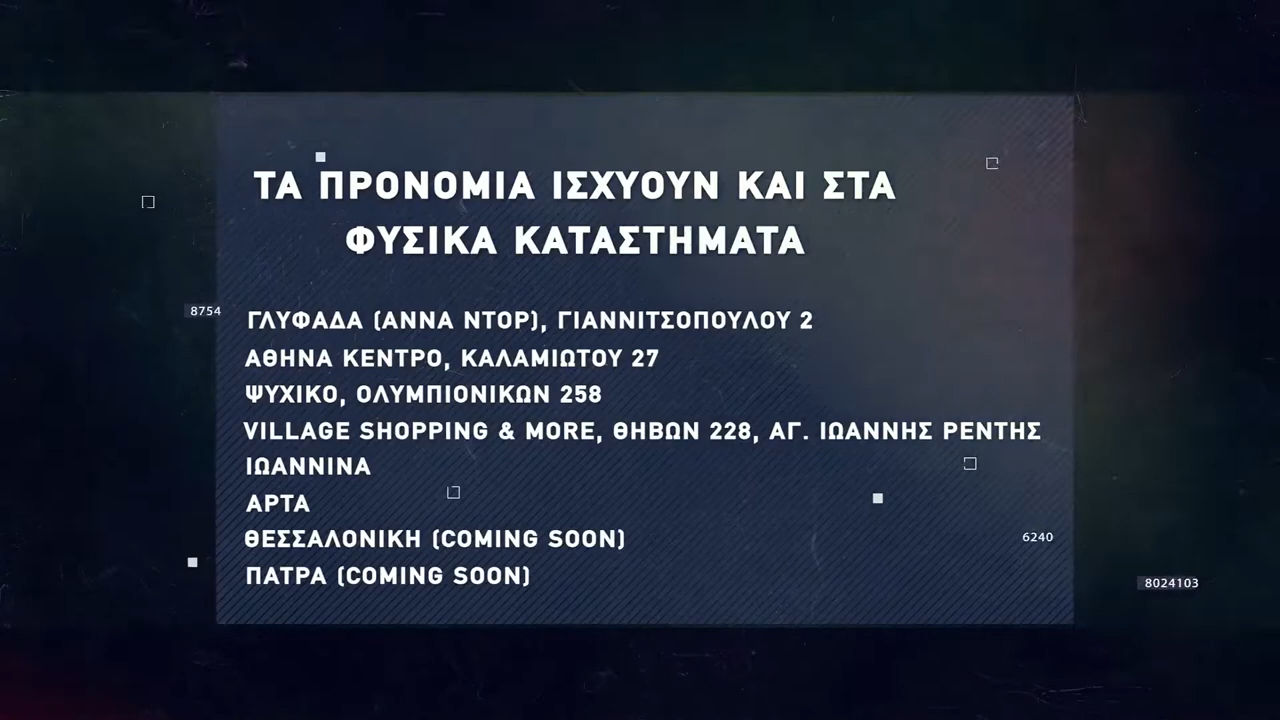 ΤΑ ΠΡΟΝΟΜΙΑ ΙΣΧΥΟΥΝ ΚΑΙ ΣΤΑ
ΦΥΣΙΚΑ ΚΑΤΑΣΤΗΜΑΤΑ
8754
ΓΛΥΦΑΔΑ (ΑΝΝΑ ΝΤΟΡ), ΓΙΑΝΝΙΤΣΟΠΟΥΛΟΥ 2
ΑΘΗΝΑ ΚΕΝΤΡΟ, ΚΑΛΑΜΙΩΤΟΥ 27
ΨΥΧΙΚΟ, ΟΛΥΜΠΙΟΝΙΚΩΝ 258
VILLAGE SHOPPING & MORE, ΘΗΒΩΝ 228, ΑΓ. ΙΩΑΝΝΗΣ ΡΕΝΤΗΣ
ΙΩΑΝΝΙΝΑ
ΑΡΤΑ
ΘΕΣΣΑΛΟΝΙΚΗ (COMING SOON)
6240
ΠΑΤΡΑ (COMING SOON)
8024103